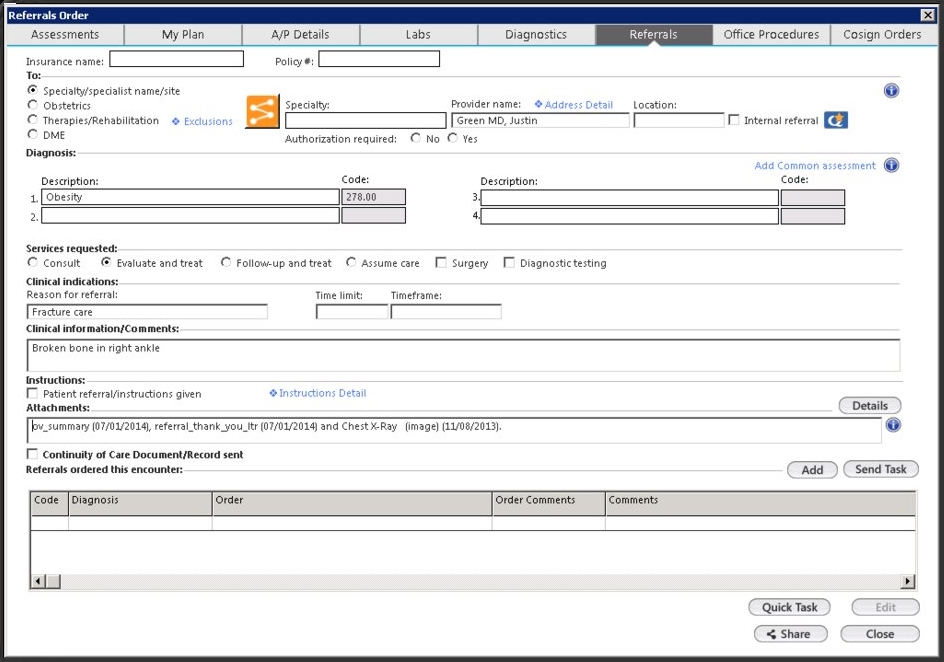 Referrals Order
Assessments My Plan A/P Details Labs Diagnostics Referrals Office Procedures Cosign Orders
Insurance name: Policy #:
To:
Specialty/specialist name/site
Obstetrics
Therapies/Rehabilitation Exclusions
DME
Specialty: Provider name: Address Detail Location:
Green MD, Justin Internal referral
Authorization required: No Yes
Diagnosis:
Add Common assessment
Description: Code: Description: Code:
1. Obesity 278.00 3.
2. 4.
Services requested:
Consult Evaluate and treat Follow-up and treat Assume care Surgery Diagnostic testing
Clinical indications:
Reason for referral: Time limit: Timeframe:
Fracture care
Clinical information/Comments:
Broken bone in right ankle
Instructions:
Patient referral/instructions given Instructions Detail
Attachments: Details
ov_summary (07/01/2014), referral_thank_you_ltr (07/01/2014) and Chest X-Ray (image) (11/08/2013).
Continuity of Care Document/Record sent
Referrals ordered this encounter: Add Send Task
Code Diagnosis Order Order Comments Comments
Quick Task Edit
Share Close